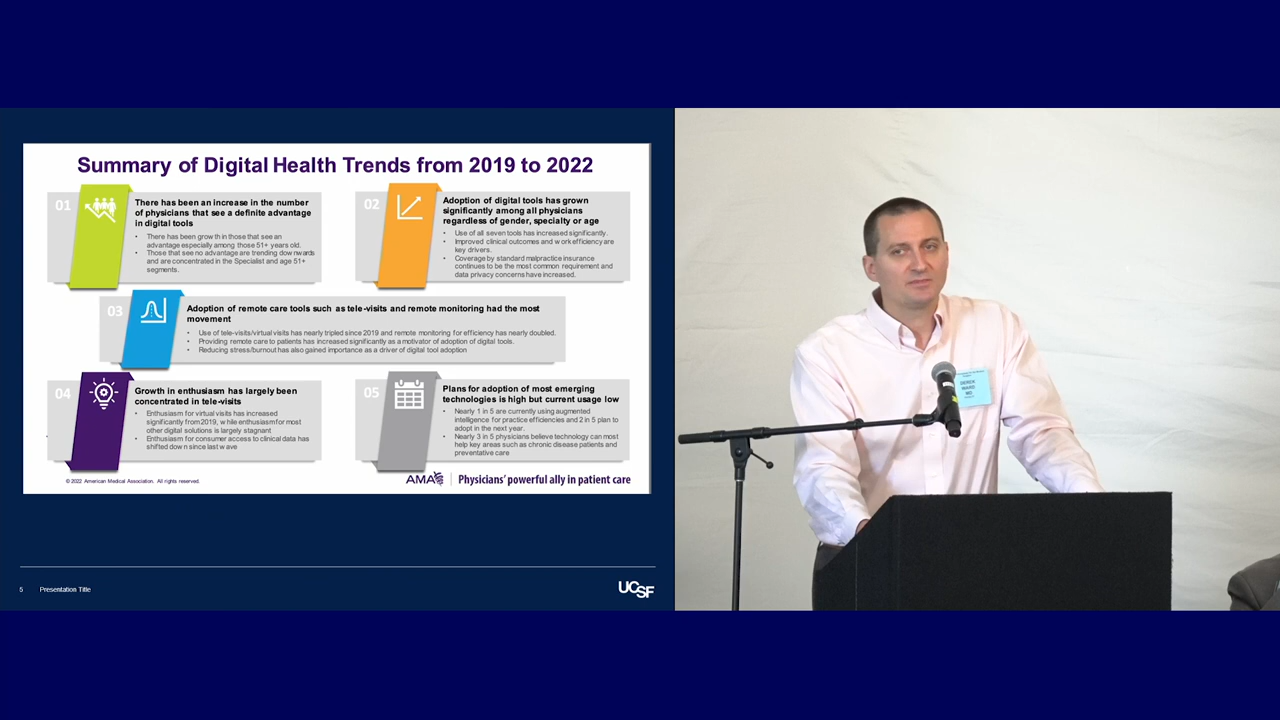 Summary of Digital Health Trends from 2019 to 2022
01
There has been an increase in the number
of physicians that see a definite advantage
in digital tools
• There has been growth in those that see an
advantage especially among those 51+ years old.
• Those that see no advantage are trending downwards
and are concentrated in the Specialist and age 51+
segments.
02
Adoption of digital tools has grown
significantly among all physicians
regardless of gender, specialty or age
• Use of all seven tools has increased significantly.
• Improved clinical outcomes and work efficiency are
key drivers.
• Coverage by standard malpractice insurance
continues to be the most common requirement and
data privacy concerns have increased.
03
Adoption of remote care tools such as tele-visits and remote monitoring had the most
movement
• Use of tele-visits/virtual visits has nearly tripled since 2019 and remote monitoring for efficiency has nearly doubled.
• Providing remote care to patients has increased significantly as a motivator of adoption of digital tools.
• Reducing stress/burnout has also gained importance as a driver of digital tool adoption
04
Growth in enthusiasm has largely been
concentrated in tele-visits
• Enthusiasm for virtual visits has increased
significantly from 2019, while enthusiasm for most
other digital solutions is largely stagnant
• Enthusiasm for consumer access to clinical data has
shifted down since last wave
05
Plans for adoption of most emerging
technologies is high but current usage low
• Nearly 1 in 5 are currently using augmented
intelligence for practice efficiencies and 2 in 5 plan to
adopt in the next year.
• Nearly 3 in 5 physicians believe technology can most
help key areas such as chronic disease patients and
preventative care
© 2022 American Medical Association. All rights reserved.
AMA
Physicians' powerful ally in patient care
5 Presentation Title
UCSF
DEREK
WARD
MD